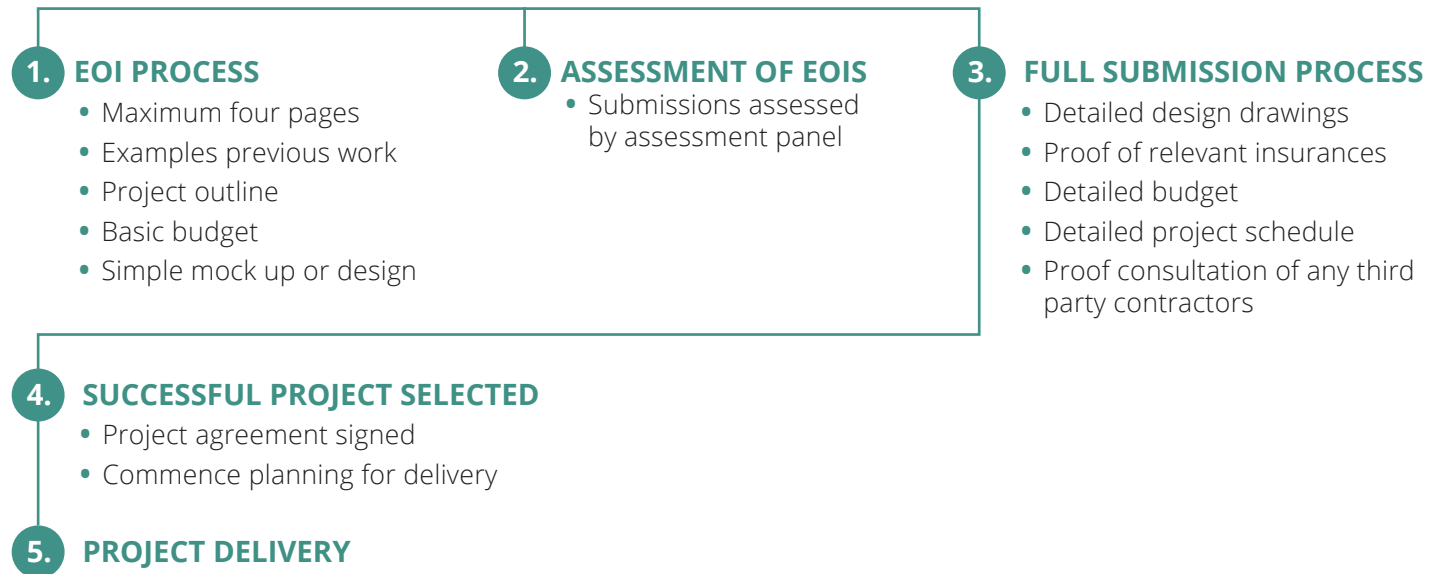 1. EOI PROCESS
• Maximum four pages
• Examples previous work
• Project outline
• Basic budget
• Simple mock up or design
2. ASSESSMENT OF EOIS
• Submissions assessed
by assessment panel
3. FULL SUBMISSION PROCESS
• Detailed design drawings
• Proof of relevant insurances
• Detailed budget
• Detailed project schedule
• Proof consultation of any third
party contractors
4. SUCCESSFUL PROJECT SELECTED
• Project agreement signed
• Commence planning for delivery
5. PROJECT DELIVERY